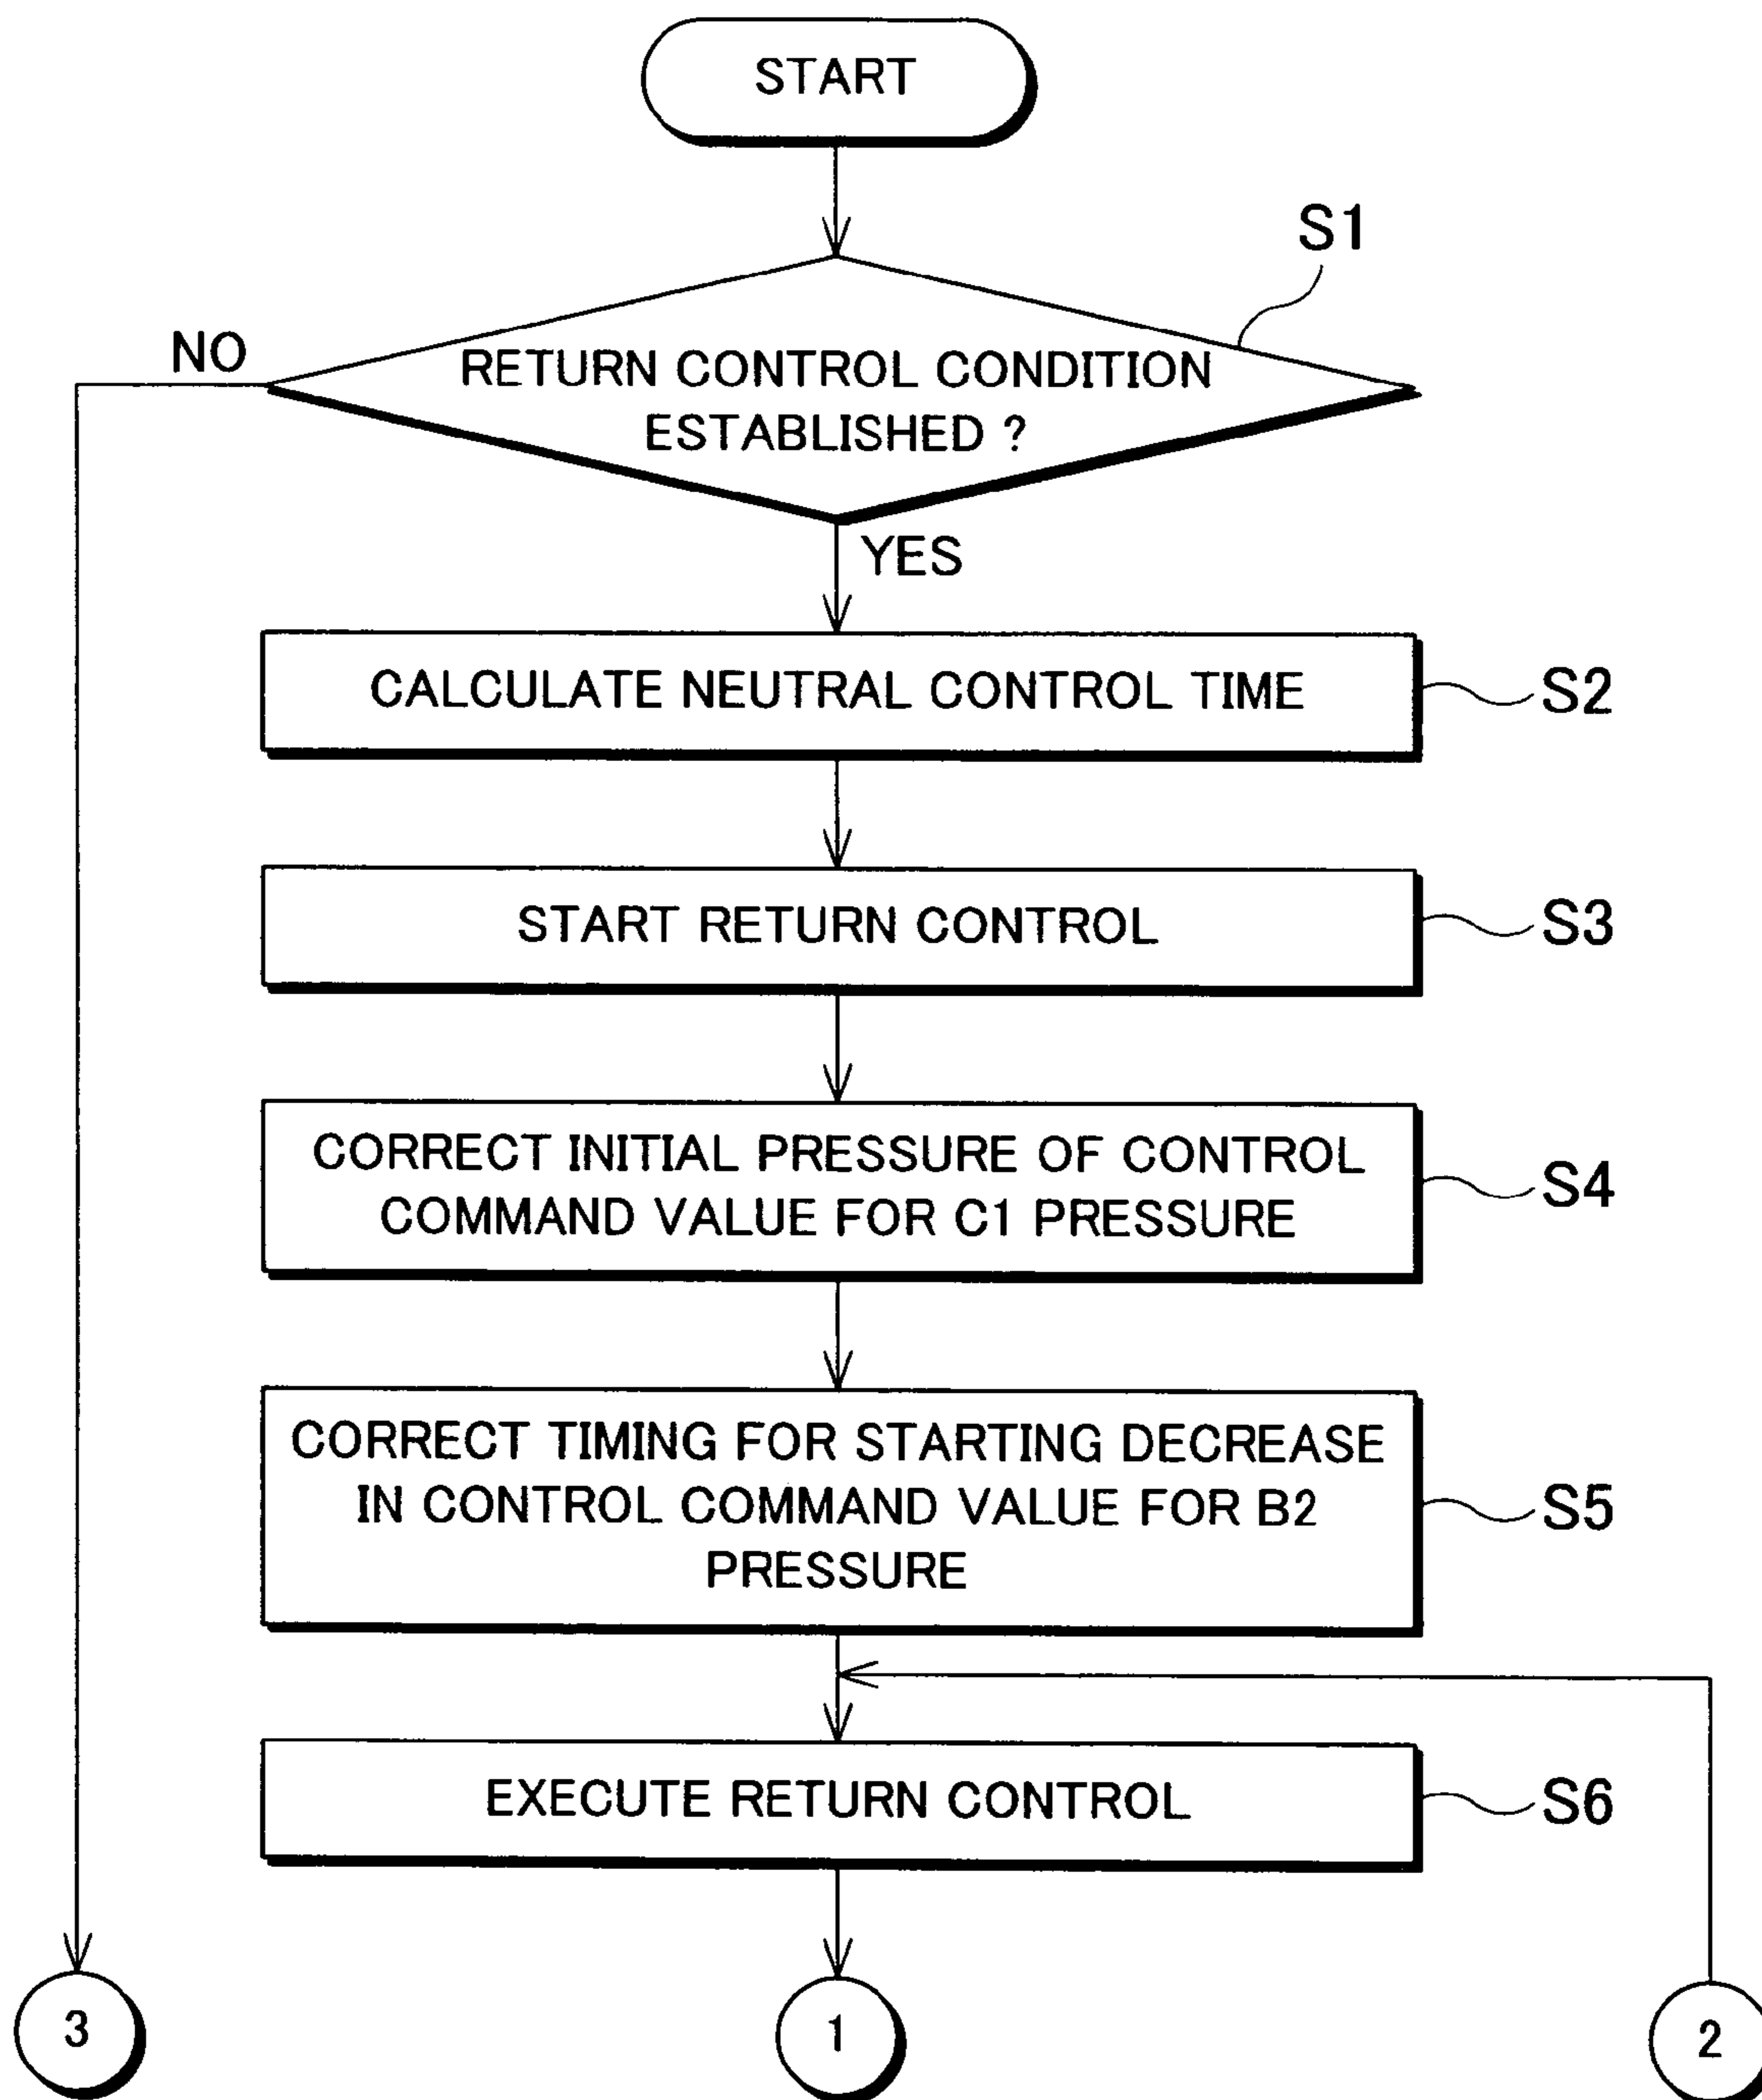 START
S1
NO
RETURN CONTROL CONDITION
ESTABLISHED ?
YES
CALCULATE NEUTRAL CONTROL TIME
S2
START RETURN CONTROL
S3
CORRECT INITIAL PRESSURE OF CONTROL
COMMAND VALUE FOR C1 PRESSURE
S4
CORRECT TIMING FOR STARTING DECREASE
IN CONTROL COMMAND VALUE FOR B2
PRESSURE
S5
EXECUTE RETURN CONTROL
S6
3
1
2